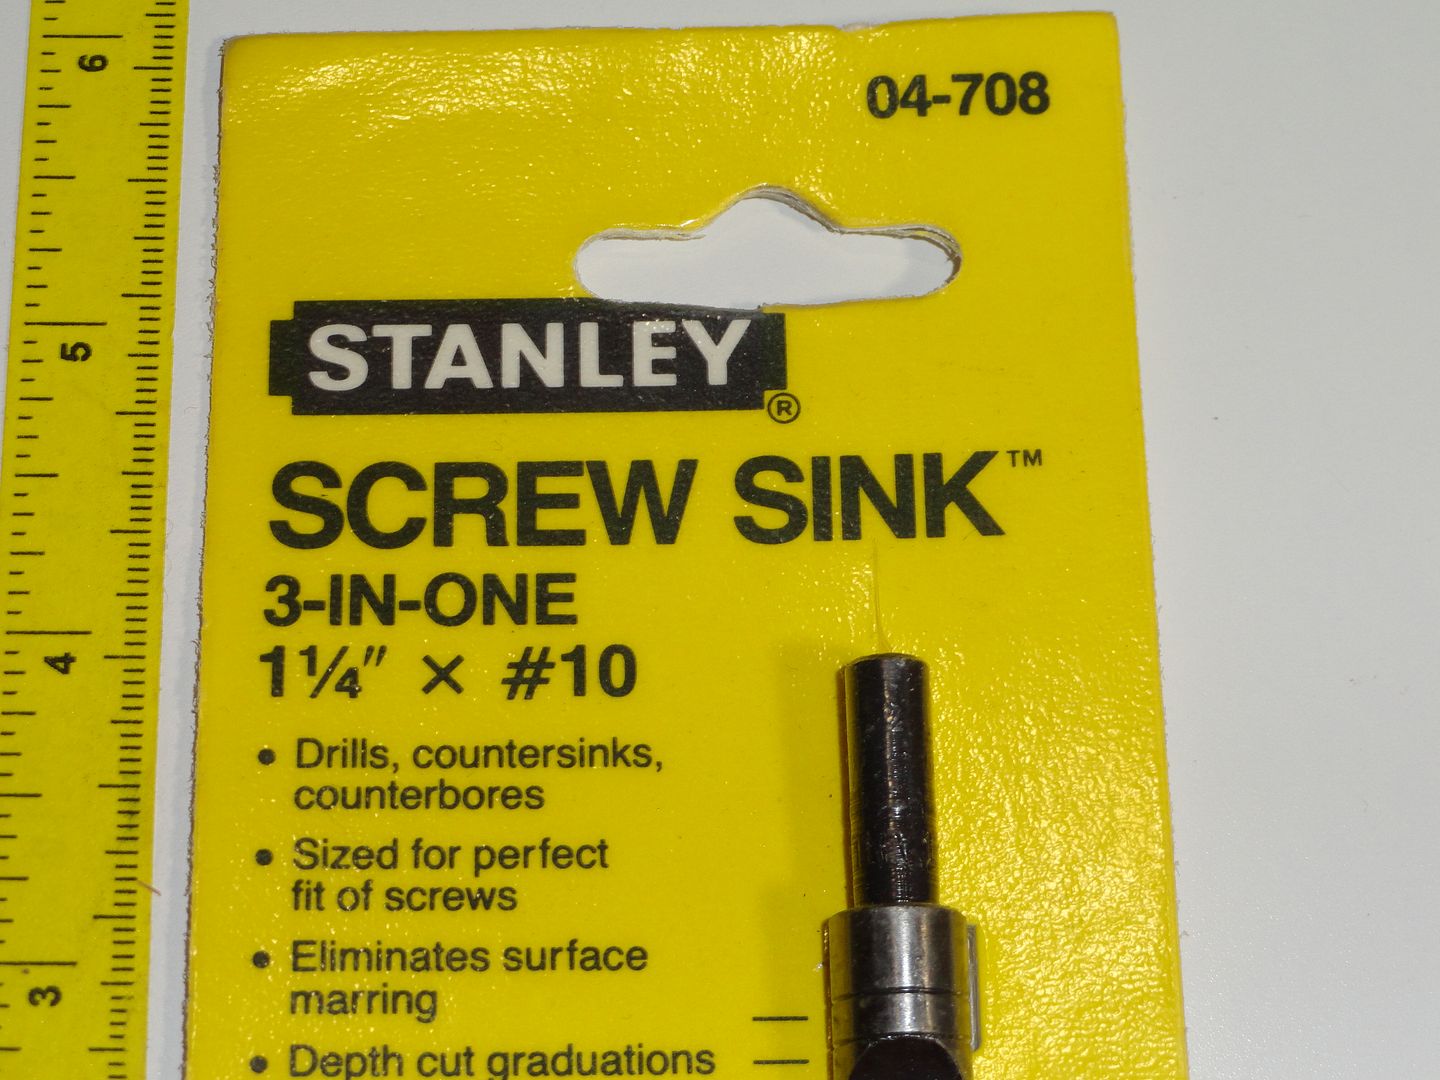 6
5
4
3
04-708
STANLEY®
SCREW SINK™
3-IN-ONE
1¼" × #10
• Drills, countersinks,
counterbores
• Sized for perfect
fit of screws
• Eliminates surface
marring
• Depth cut graduations